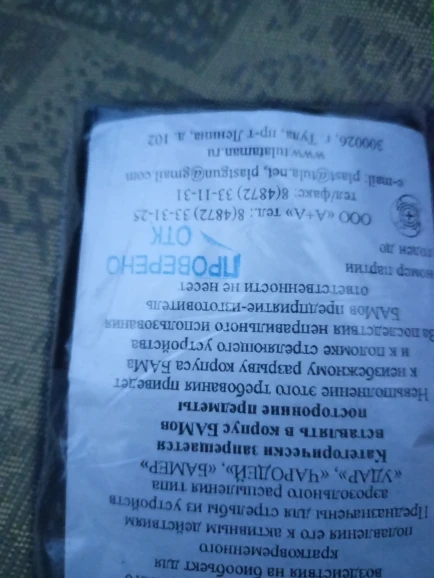 воздействия на биообъект для
кратковременного
подавления его к активным действиям
Предназначены для стрельбы из устройств
аэрозольного распыления типа
«УДАР», «ЧАРОДЕЙ», «БАМЕР»
Категорически запрещается
вставлять в корпус БАМов
посторонние предметы
Невыполнение этого требования приведет
к неизбежному разрыву корпуса БАМа
и к поломке стреляющего устройства
За последствия неправильного использования
БАМов предприятие-изготовитель
ответственности не несет
номер партии
ПРОВЕРЕНО
ОТК
годен до
ООО «А+А» тел.: 8(4872) 33-31-25
тел/факс: 8(4872) 33-11-31
e-mail: plast@tula.net, plastgun@gmail.com
www.tulataman.ru
300026, г. Тула, пр-т Ленина, д. 102